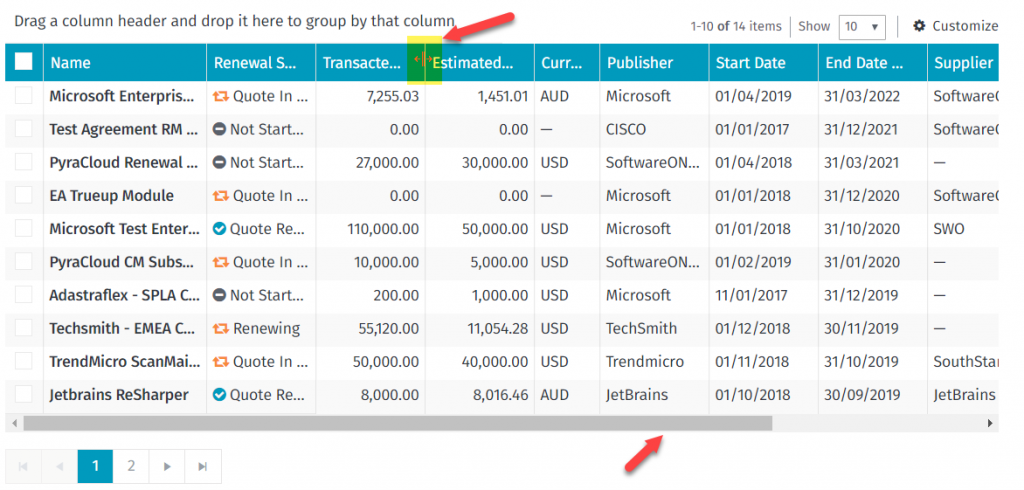 Drag a column header and drop it here to group by that column
1-10 of 14 items Show 10 Customize
Name Renewal S... Transacte... Estimated... Curr... Publisher Start Date End Date ... Supplier
Microsoft Enterpris... Quote In ... 7,255.03 1,451.01 AUD Microsoft 01/04/2019 31/03/2022 SoftwareO
Test Agreement RM ... Not Start... 0.00 0.00 — CISCO 01/01/2017 31/12/2021 SoftwareO
PyraCloud Renewal ... Not Start... 27,000.00 30,000.00 USD SoftwareON... 01/04/2018 31/03/2021 —
EA Trueup Module Quote In ... 0.00 0.00 — Microsoft 01/01/2018 31/12/2020 SoftwareO
Microsoft Test Enter... Quote Re... 110,000.00 50,000.00 USD Microsoft 01/01/2018 31/10/2020 SWO
PyraCloud CM Subs... Quote In ... 10,000.00 5,000.00 USD SoftwareON... 01/02/2019 31/01/2020 —
Adastraflex - SPLA C... Not Start... 200.00 1,000.00 USD Microsoft 11/01/2017 31/12/2019 —
Techsmith - EMEA C... Renewing 55,120.00 11,054.28 USD TechSmith 01/12/2018 30/11/2019 —
TrendMicro ScanMai... Quote In ... 50,000.00 40,000.00 USD Trendmicro 01/11/2018 31/10/2019 SouthStar
Jetbrains ReSharper Quote Re... 8,000.00 8,016.46 AUD JetBrains 01/10/2018 30/09/2019 JetBrains
1 2